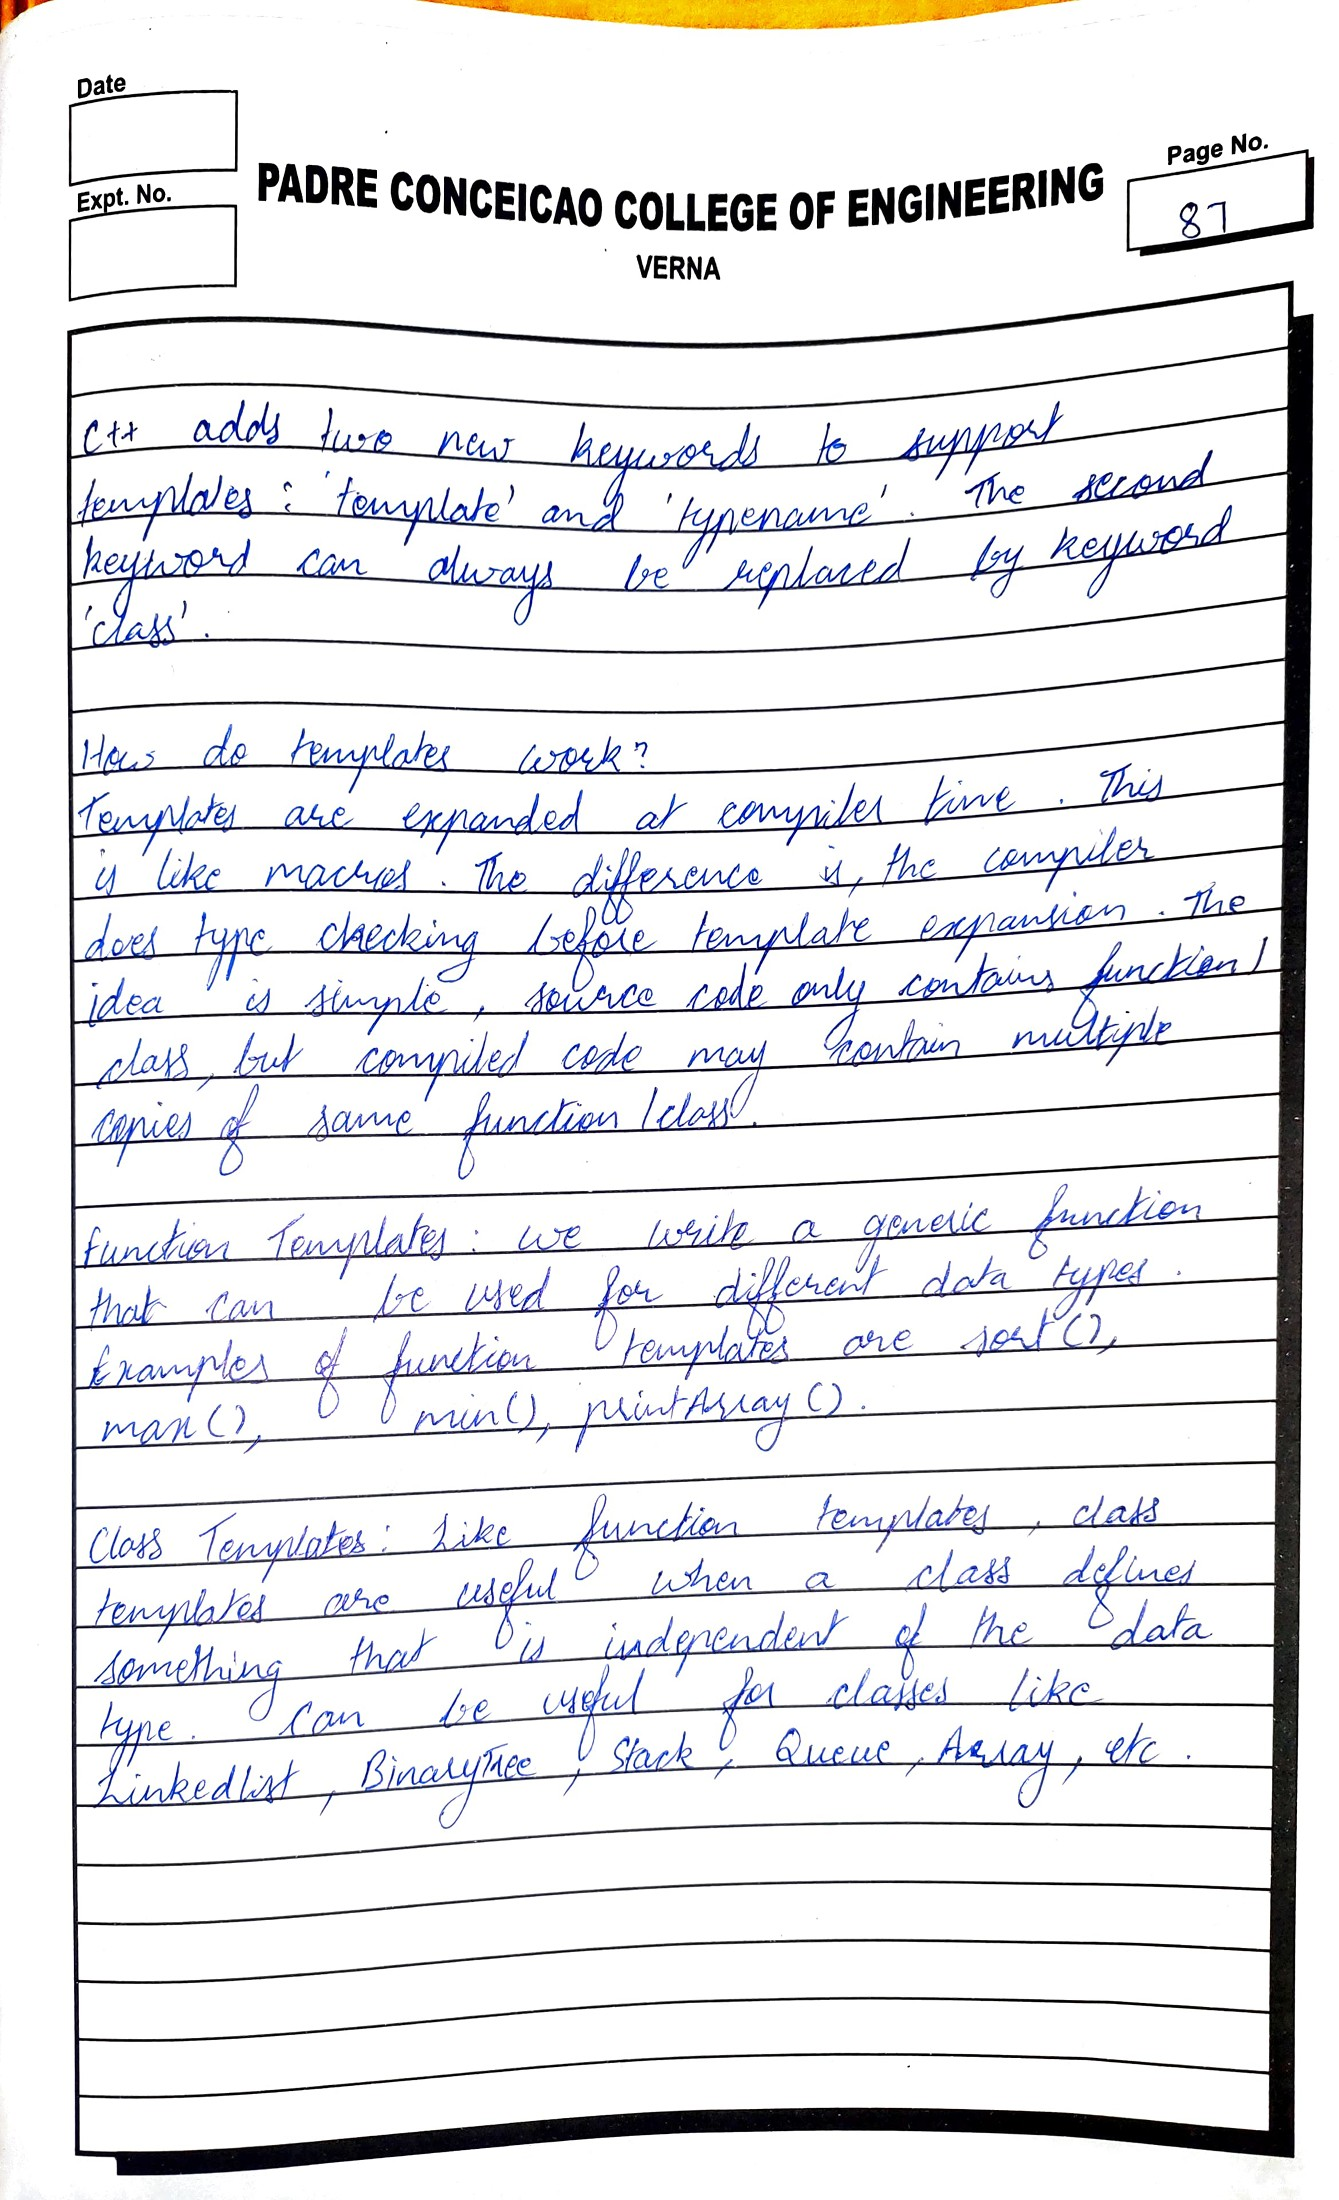 Date
Expt. No.
PADRE CONCEICAO COLLEGE OF ENGINEERING
VERNA
Page No.
87
C++ adds two new keywords to support
templates : 'template' and 'typename'. The second
keyword can always be replaced by keyword
'class'.
How do templates work?
Templates are expanded at compiler time. This
is like macros. The difference is, the compiler
does type checking before template expansion. The
idea is simple, source code only contains function/
class, but compiled code may contain multiple
copies of same function/class.
Function Templates: we write a generic function
that can be used for different data types.
Examples of function templates are sort(),
max(), min(), printArray().
Class Templates: Like function templates, class
templates are useful when a class defines
something that is independent of the data
type. Can be useful for classes like
Linkedlist, BinaryTree, Stack, Queue, Array, etc.